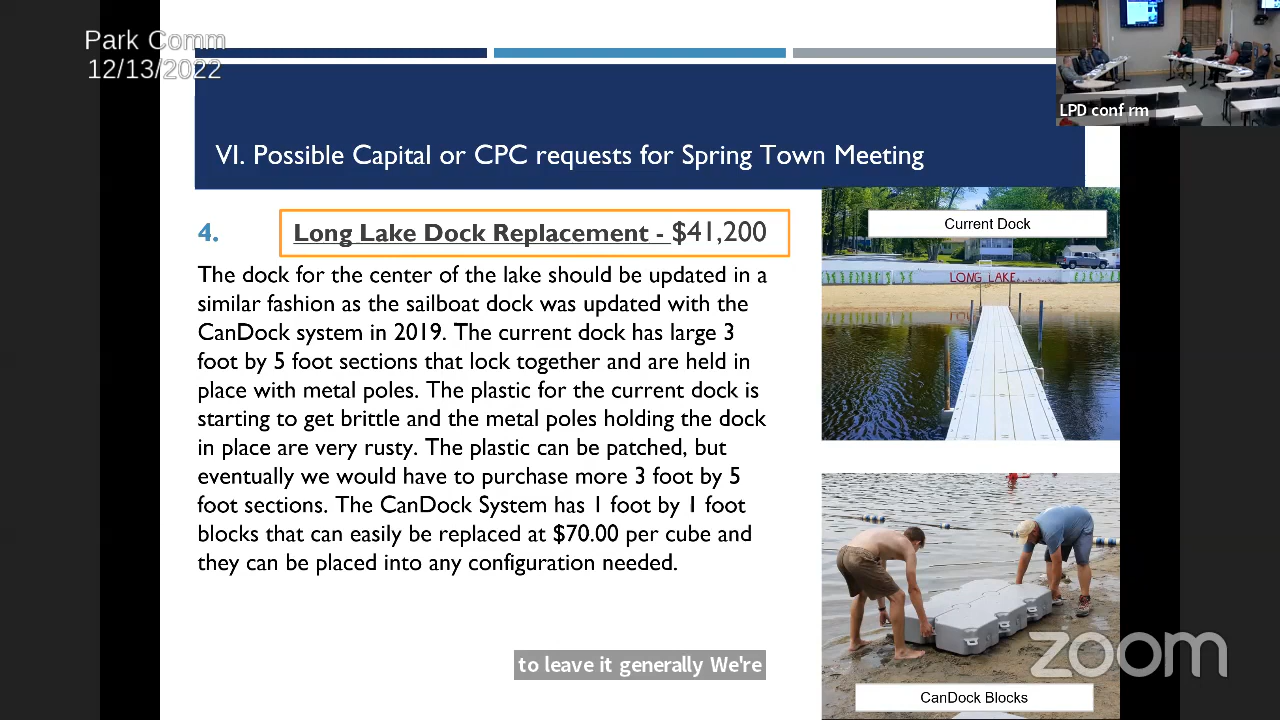 Park Comm
12/13/2022
LPD conf rm
VI. Possible Capital or CPC requests for Spring Town Meeting
4. Long Lake Dock Replacement - $41,200
The dock for the center of the lake should be updated in a
similar fashion as the sailboat dock was updated with the
CanDock system in 2019. The current dock has large 3
foot by 5 foot sections that lock together and are held in
place with metal poles. The plastic for the current dock is
starting to get brittle and the metal poles holding the dock
in place are very rusty. The plastic can be patched, but
eventually we would have to purchase more 3 foot by 5
foot sections. The CanDock System has 1 foot by 1 foot
blocks that can easily be replaced at $70.00 per cube and
they can be placed into any configuration needed.
Current Dock
LONG LAKE
CanDock Blocks
to leave it generally We're
zoom